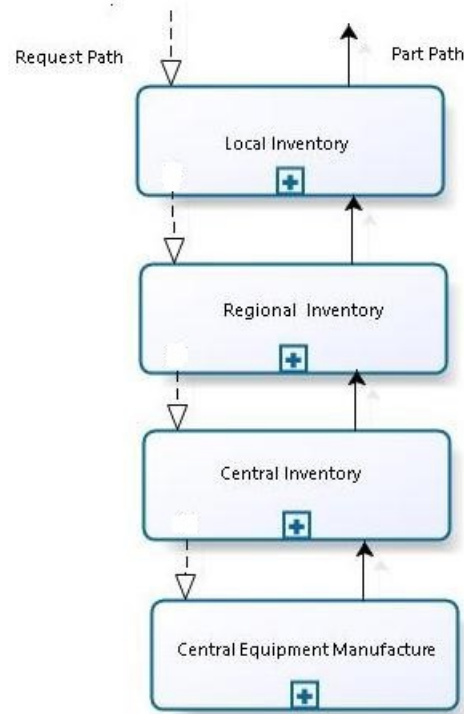 Request Path
Part Path
Local Inventory
Regional Inventory
Central Inventory
Central Equipment Manufacture